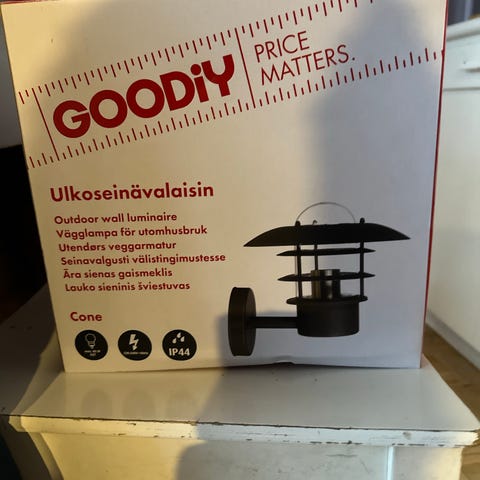 GOODiY
PRICE
MATTERS.
Ulkoseinävalaisin
Outdoor wall luminaire
Vägglampa för utomhusbruk
Utendørs veggarmatur
Seinavalgusti välistingimustesse
Āra sienas gaismeklis
Lauko sieninis šviestuvas
Cone
IP44